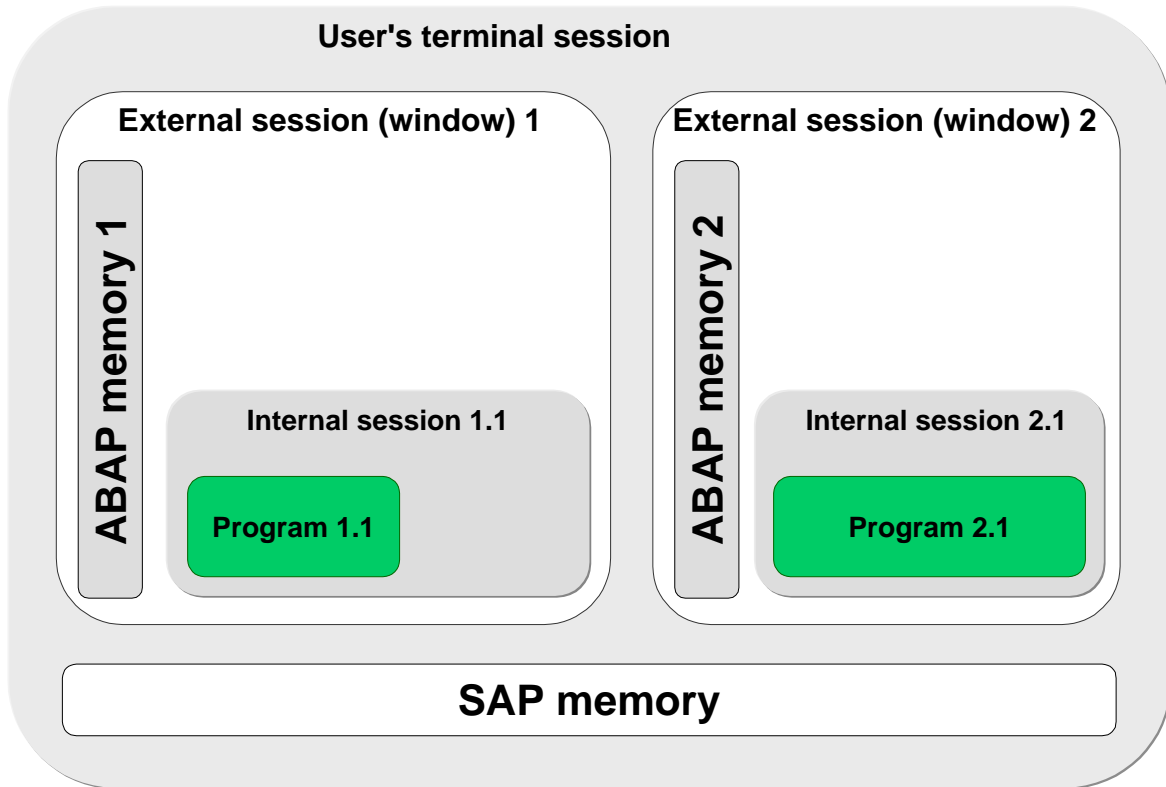 User's terminal session
External session (window) 1
External session (window) 2
ABAP memory 1
ABAP memory 2
Internal session 1.1
Internal session 2.1
Program 1.1
Program 2.1
SAP memory